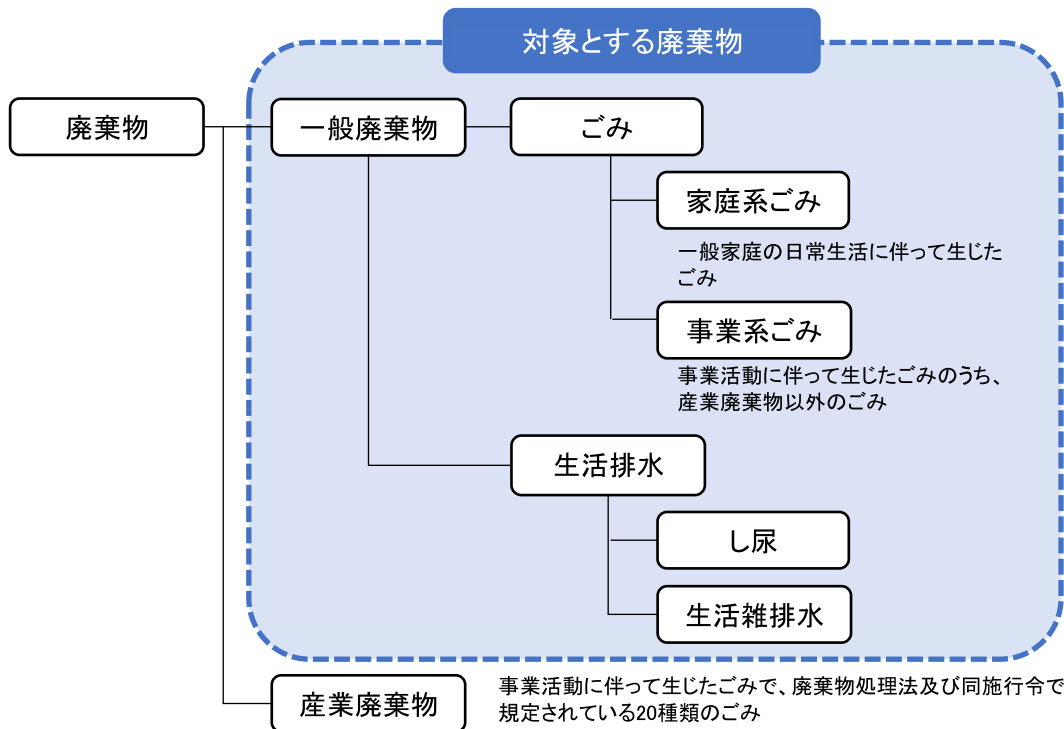 対象とする廃棄物
廃棄物
一般廃棄物
ごみ
家庭系ごみ
一般家庭の日常生活に伴って生じた
ごみ
事業系ごみ
事業活動に伴って生じたごみのうち、
産業廃棄物以外のごみ
生活排水
し尿
生活雑排水
産業廃棄物
事業活動に伴って生じたごみで、廃棄物処理法及び同施行令で
規定されている20種類のごみ